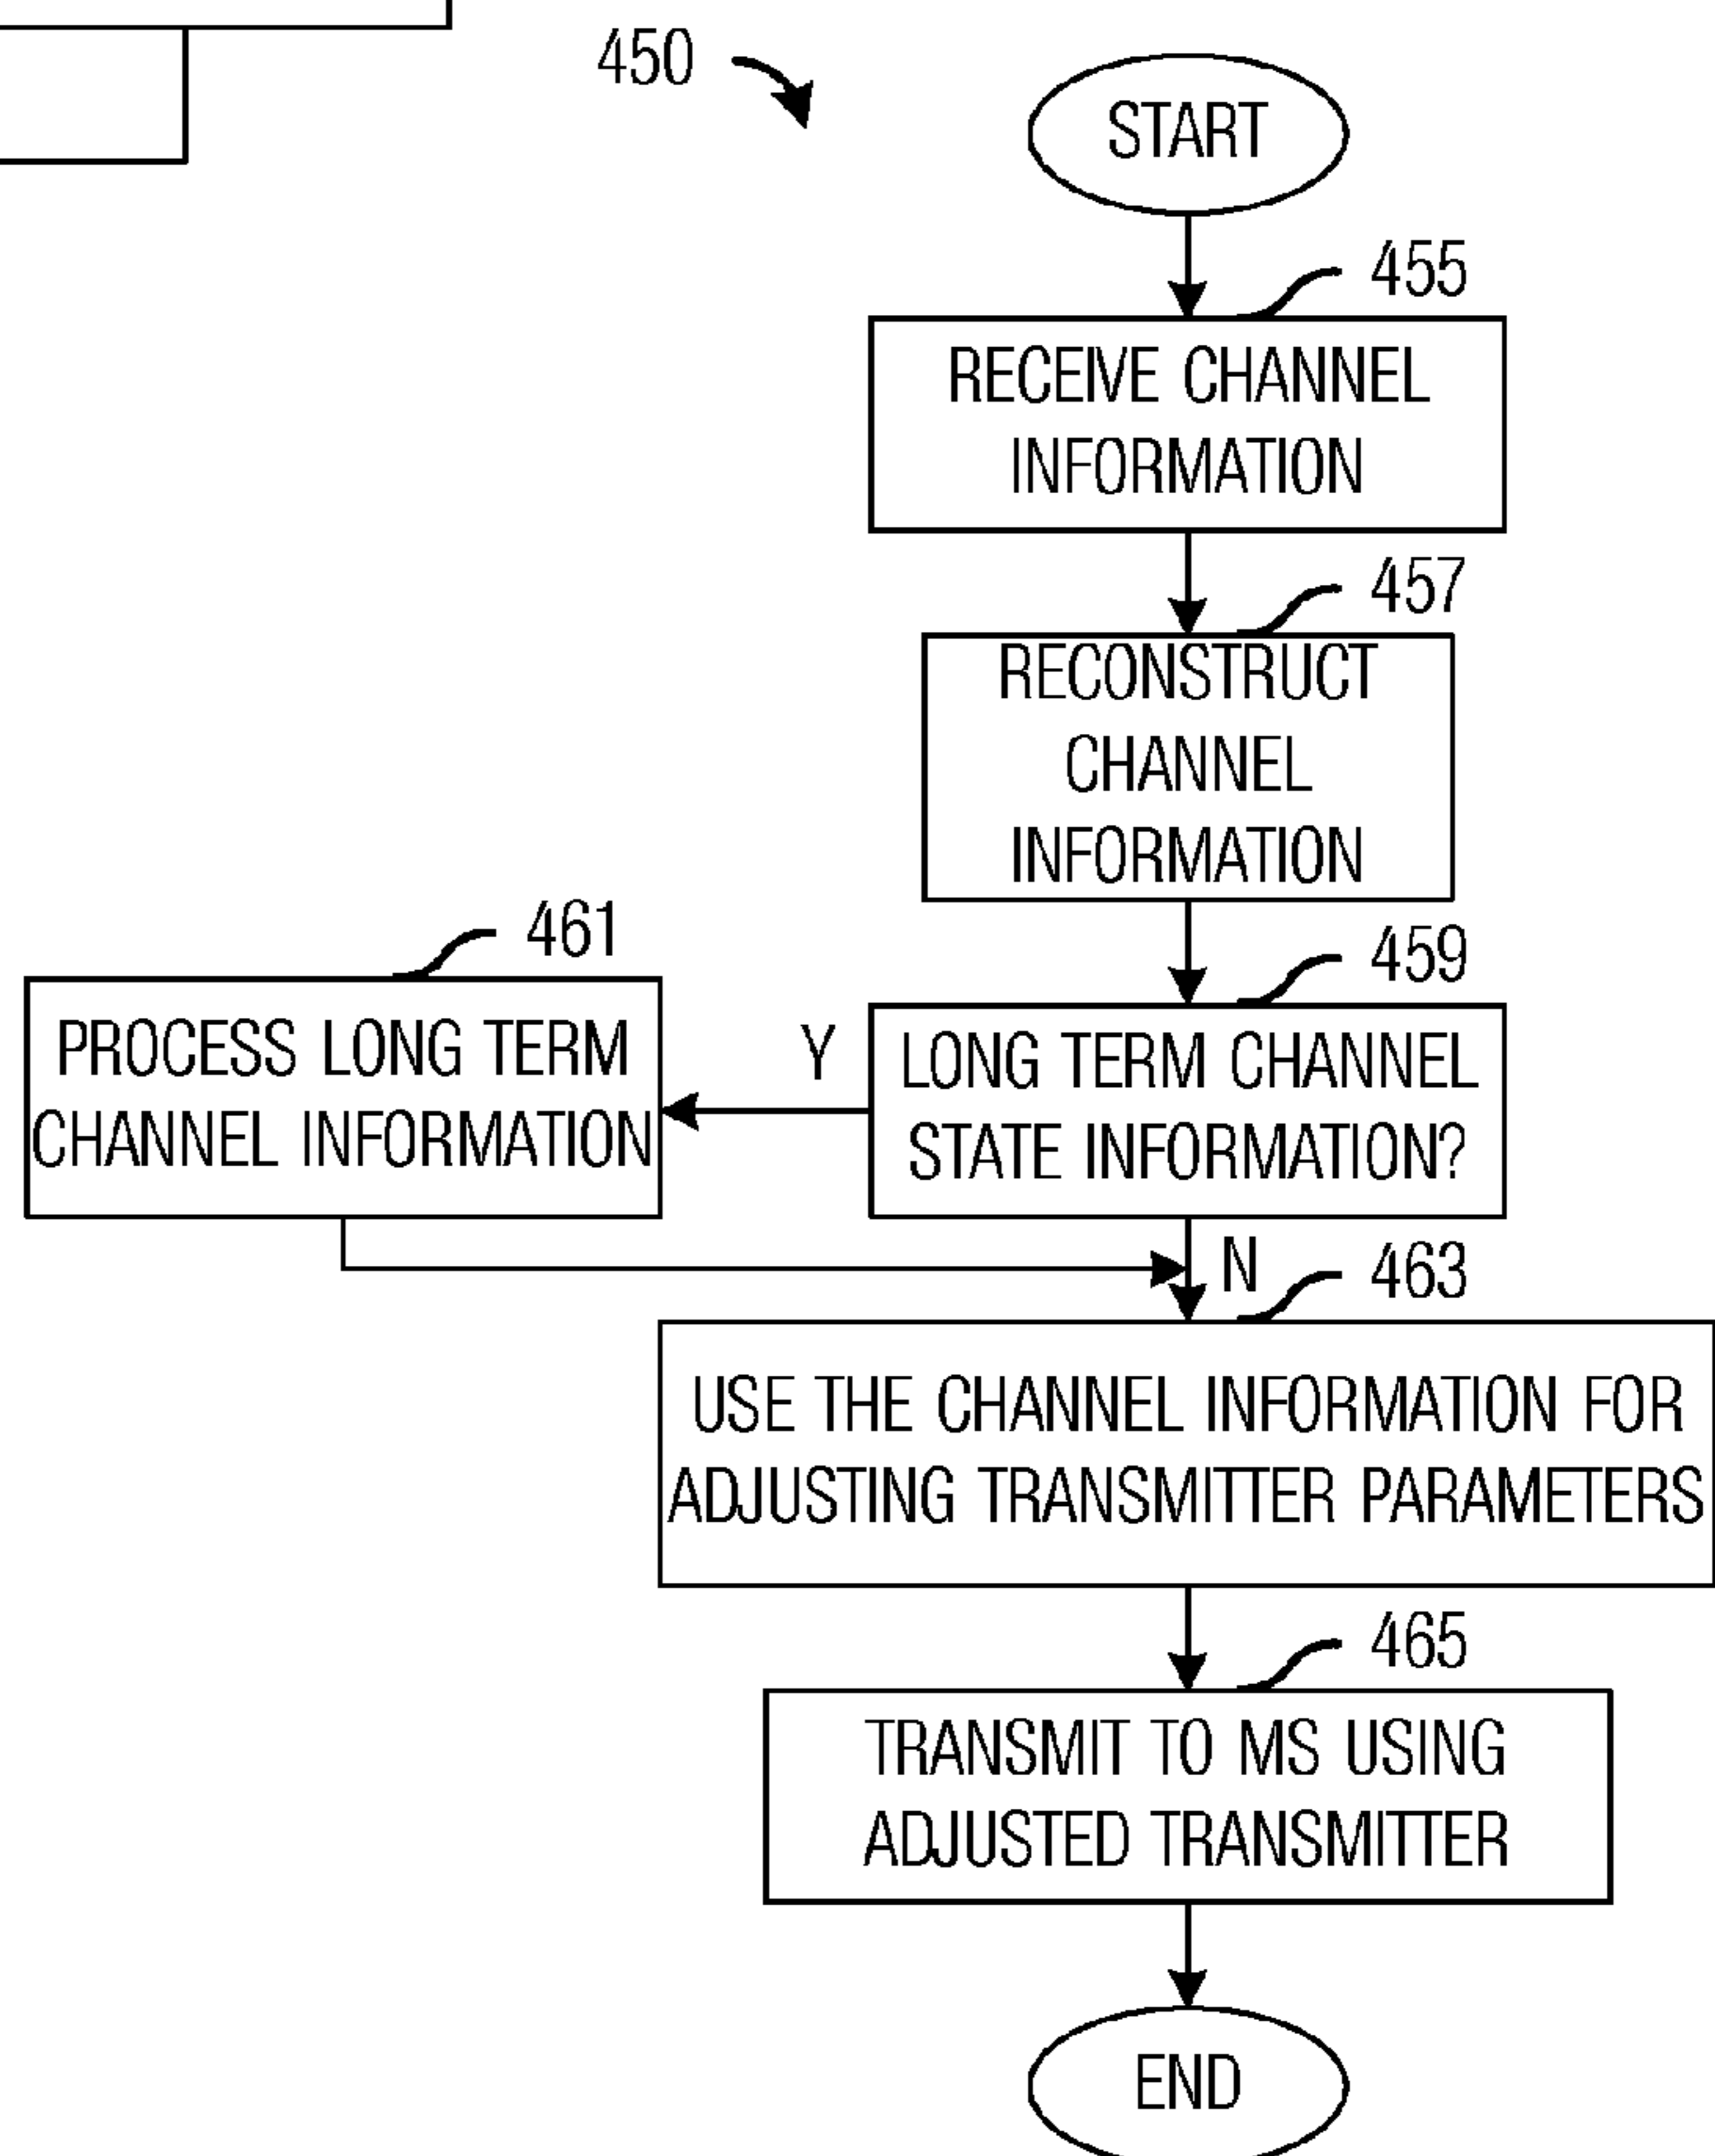 450
START
455
RECEIVE CHANNEL
INFORMATION
457
RECONSTRUCT
CHANNEL
INFORMATION
461
459
PROCESS LONG TERM
CHANNEL INFORMATION
Y
LONG TERM CHANNEL
STATE INFORMATION?
N
463
USE THE CHANNEL INFORMATION FOR
ADJUSTING TRANSMITTER PARAMETERS
465
TRANSMIT TO MS USING
ADJUSTED TRANSMITTER
END